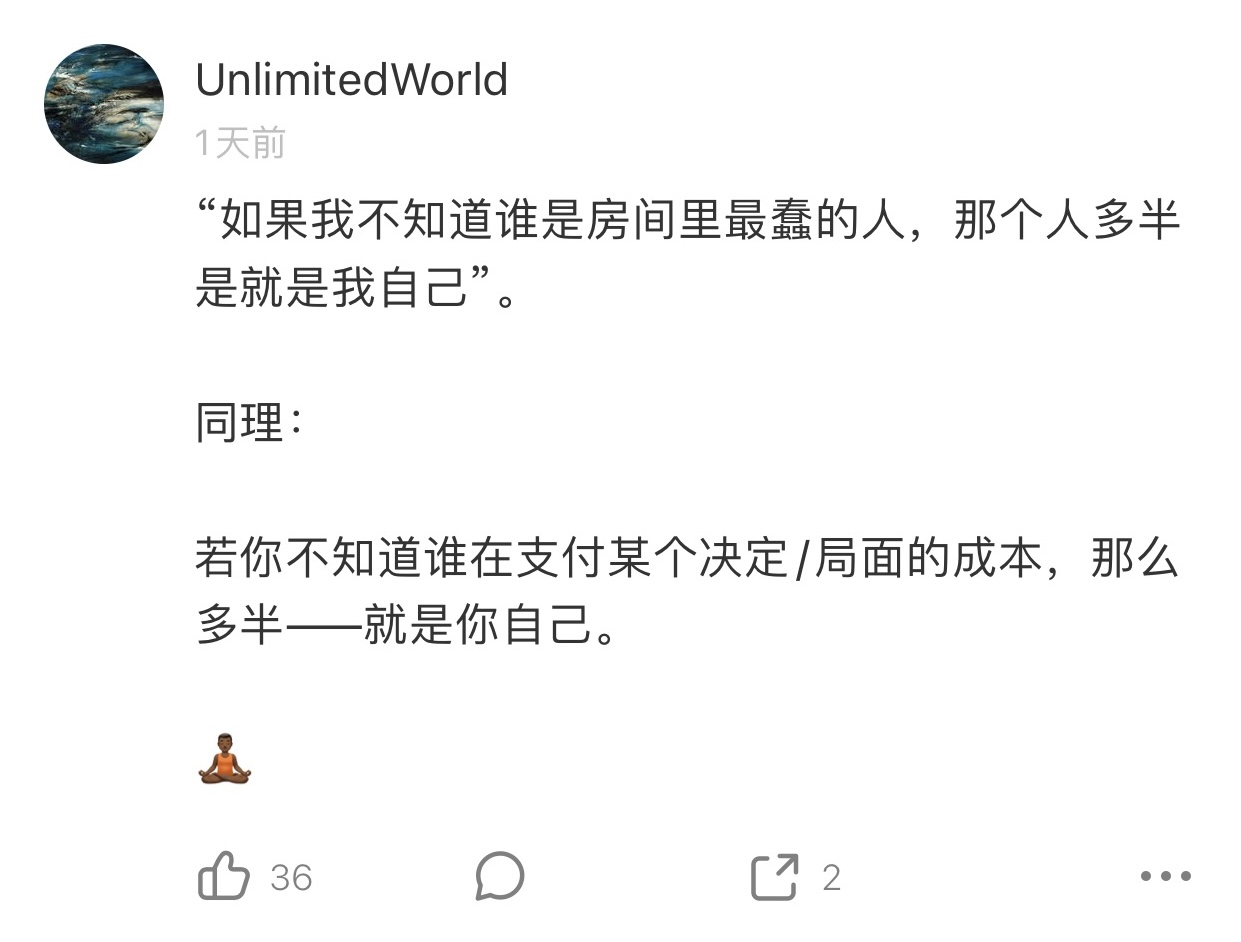 UnlimitedWorld
1天前
“如果我不知道谁是房间里最蠢的人，那个人多半
是就是我自己”。
同理：
若你不知道谁在支付某个决定/局面的成本，那么
多半——就是你自己。
36
2